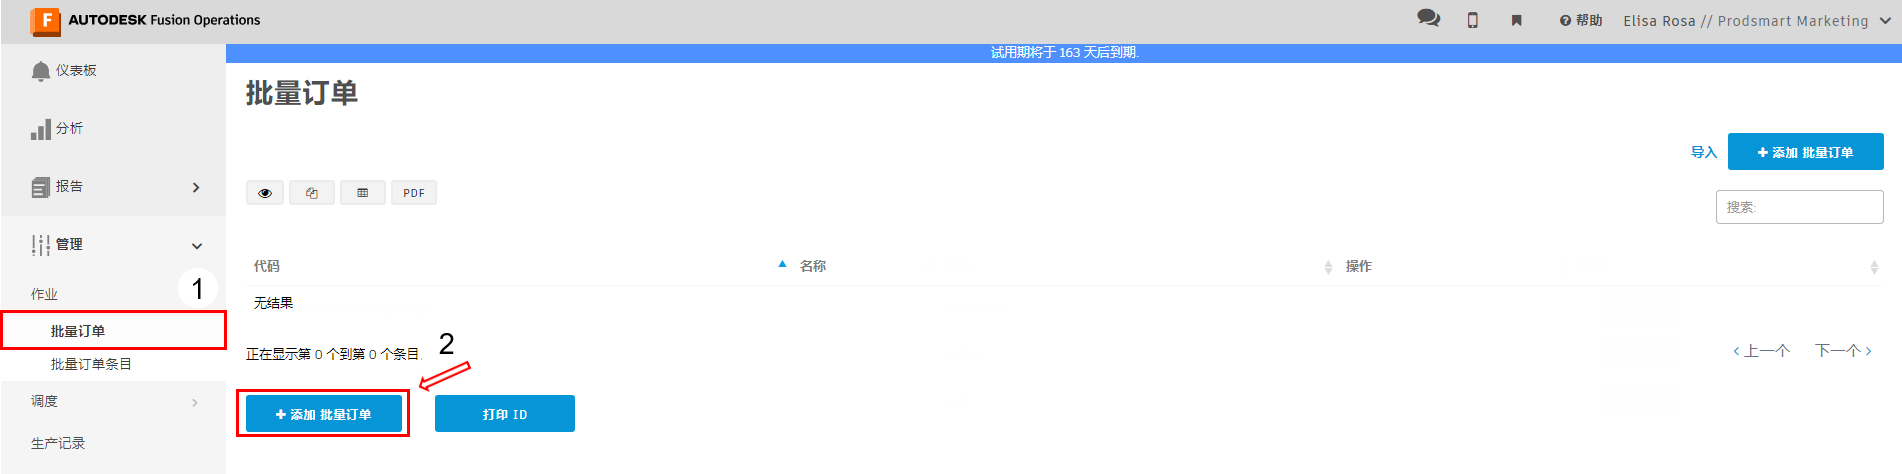 AUTODESK Fusion Operations
帮助
Elisa Rosa // Prodsmart Marketing
试用期将于 163 天后到期.
仪表板
分析
报告
管理
作业
1
批量订单
批量订单条目
调度
生产记录
批量订单
导入
添加 批量订单
PDF
搜索:
代码 名称 操作
无结果
正在显示第 0 个到第 0 个条目.
2
上一个 下一个
添加 批量订单
打印 ID